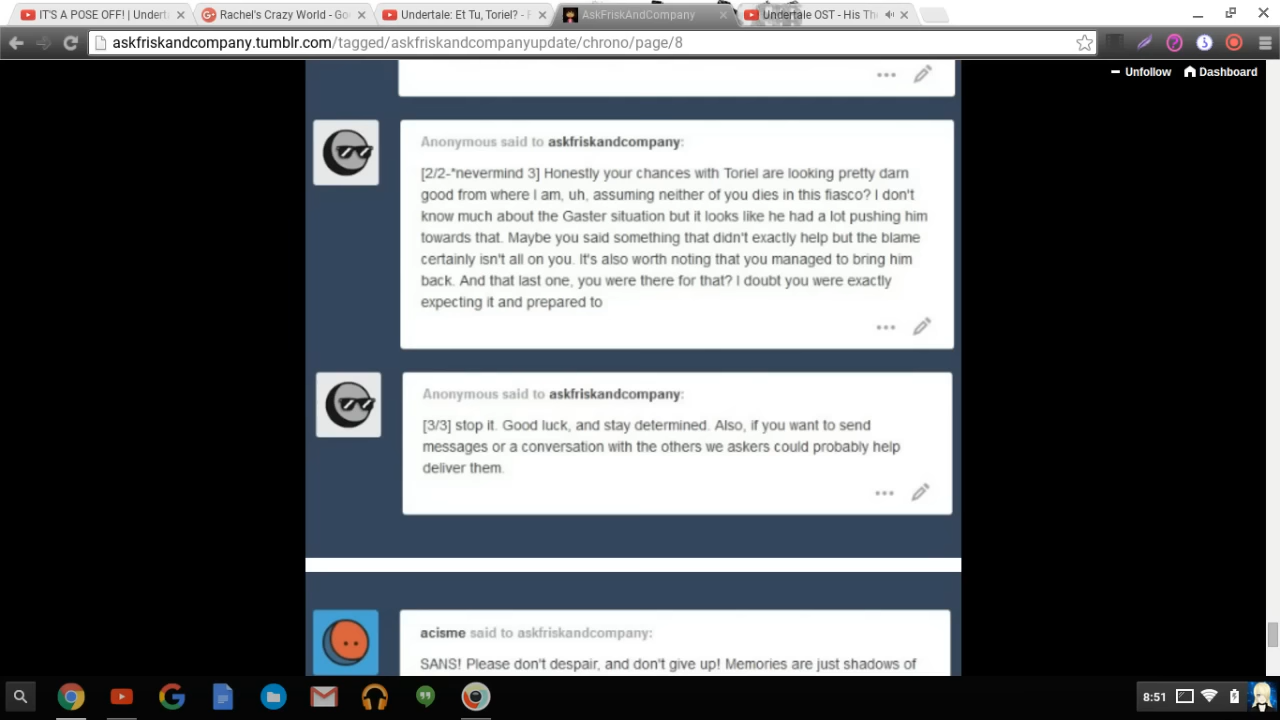 IT'S A POSE OFF! | Undert
Rachel's Crazy World - Go
Undertale: Et Tu, Toriel? -
AskFriskAndCompany
Undertale OST - His Th
askfriskandcompany.tumblr.com/tagged/askfriskandcompanyupdate/chrono/page/8
Unfollow Dashboard
Anonymous said to askfriskandcompany:
[2/2-*nevermind 3] Honestly your chances with Toriel are looking pretty darn
good from where I am, uh, assuming neither of you dies in this fiasco? I don't
know much about the Gaster situation but it looks like he had a lot pushing him
towards that. Maybe you said something that didn't exactly help but the blame
certainly isn't all on you. It's also worth noting that you managed to bring him
back. And that last one, you were there for that? I doubt you were exactly
expecting it and prepared to
Anonymous said to askfriskandcompany:
[3/3] stop it. Good luck, and stay determined. Also, if you want to send
messages or a conversation with the others we askers could probably help
deliver them.
acisme said to askfriskandcompany:
SANS! Please don't despair, and don't give up! Memories are just shadows of
8:51